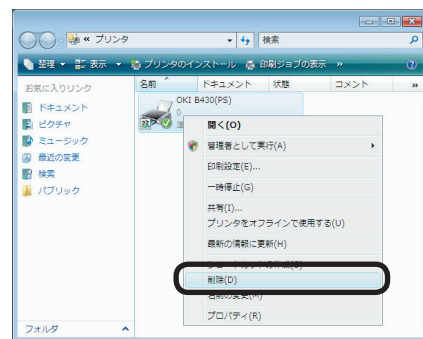 « プリンタ
検索
整理 表示 プリンタのインストール 印刷ジョブの表示 »
お気に入りリンク
ドキュメント
ピクチャ
ミュージック
最近の変更
検索
パブリック
フォルダ
名前 ドキュメント 状態 コメント »
OKI B430(PS)
0
開く(O)
管理者として実行(A)
印刷設定(E)...
一時停止(G)
共有(I)...
プリンタをオフラインで使用する(U)
最新の情報に更新(H)
削除(D)
名前の変更(M)
プロパティ(R)